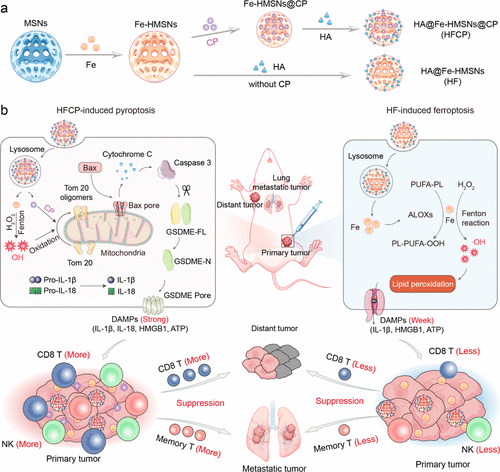 a
MSNs
Fe
Fe-HMSNs
CP
Fe-HMSNs@CP
HA
HA@Fe-HMSNs@CP
(HFCP)
HA
without CP
HA@Fe-HMSNs
(HF)
b
HFCP-induced pyroptosis
Lysosome
Fe
CP
H2O2
Fenton
·OH
Oxidation
Tom 20
oligomers
Bax
Cytochrome C
Caspase 3
Bax pore
Mitochondria
Tom 20
GSDME-FL
GSDME-N
Pro-IL-1β
IL-1β
Pro-IL-18
IL-18
GSDME Pore
DAMPs (Strong)
(IL-1β, IL-18, HMGB1, ATP)
Lung
metastatic tumor
Distant tumor
Primary tumor
HF-induced ferroptosis
Lysosome
Fe
PUFA-PL
H2O2
ALOXs
Fe
Fenton
reaction
PL-PUFA-OOH
·OH
Lipid peroxidation
DAMPs (Week)
(IL-1β, HMGB1, ATP)
CD8 T (More)
NK (More)
Primary tumor
CD8 T (More)
Suppression
Memory T (More)
Distant tumor
Metastatic tumor
CD8 T (Less)
Suppression
Memory T (Less)
CD8 T (Less)
NK (Less)
Primary tumor